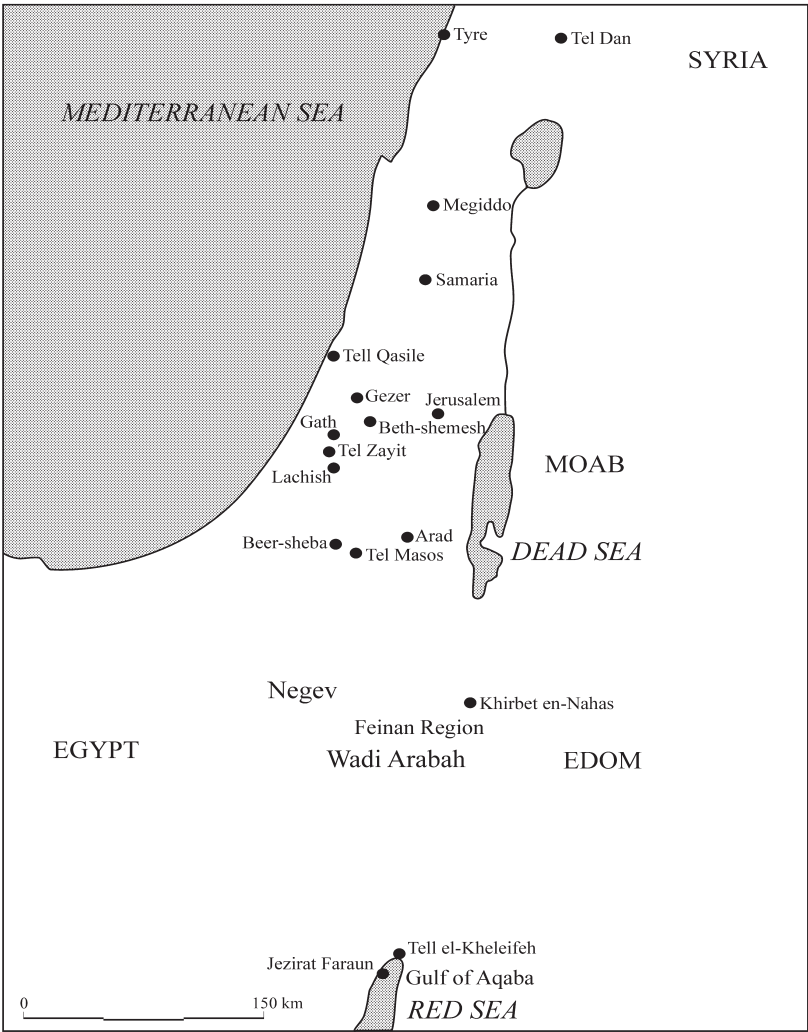 Tyre
Tel Dan
SYRIA
MEDITERRANEAN SEA
Megiddo
Samaria
Tell Qasile
Gezer
Jerusalem
Gath
Beth-shemesh
Tel Zayit
MOAB
Lachish
Arad
Beer-sheba
DEAD SEA
Tel Masos
Negev
Khirbet en-Nahas
Feinan Region
EGYPT
Wadi Arabah
EDOM
Tell el-Kheleifeh
Jezirat Faraun
Gulf of Aqaba
0
150 km
RED SEA